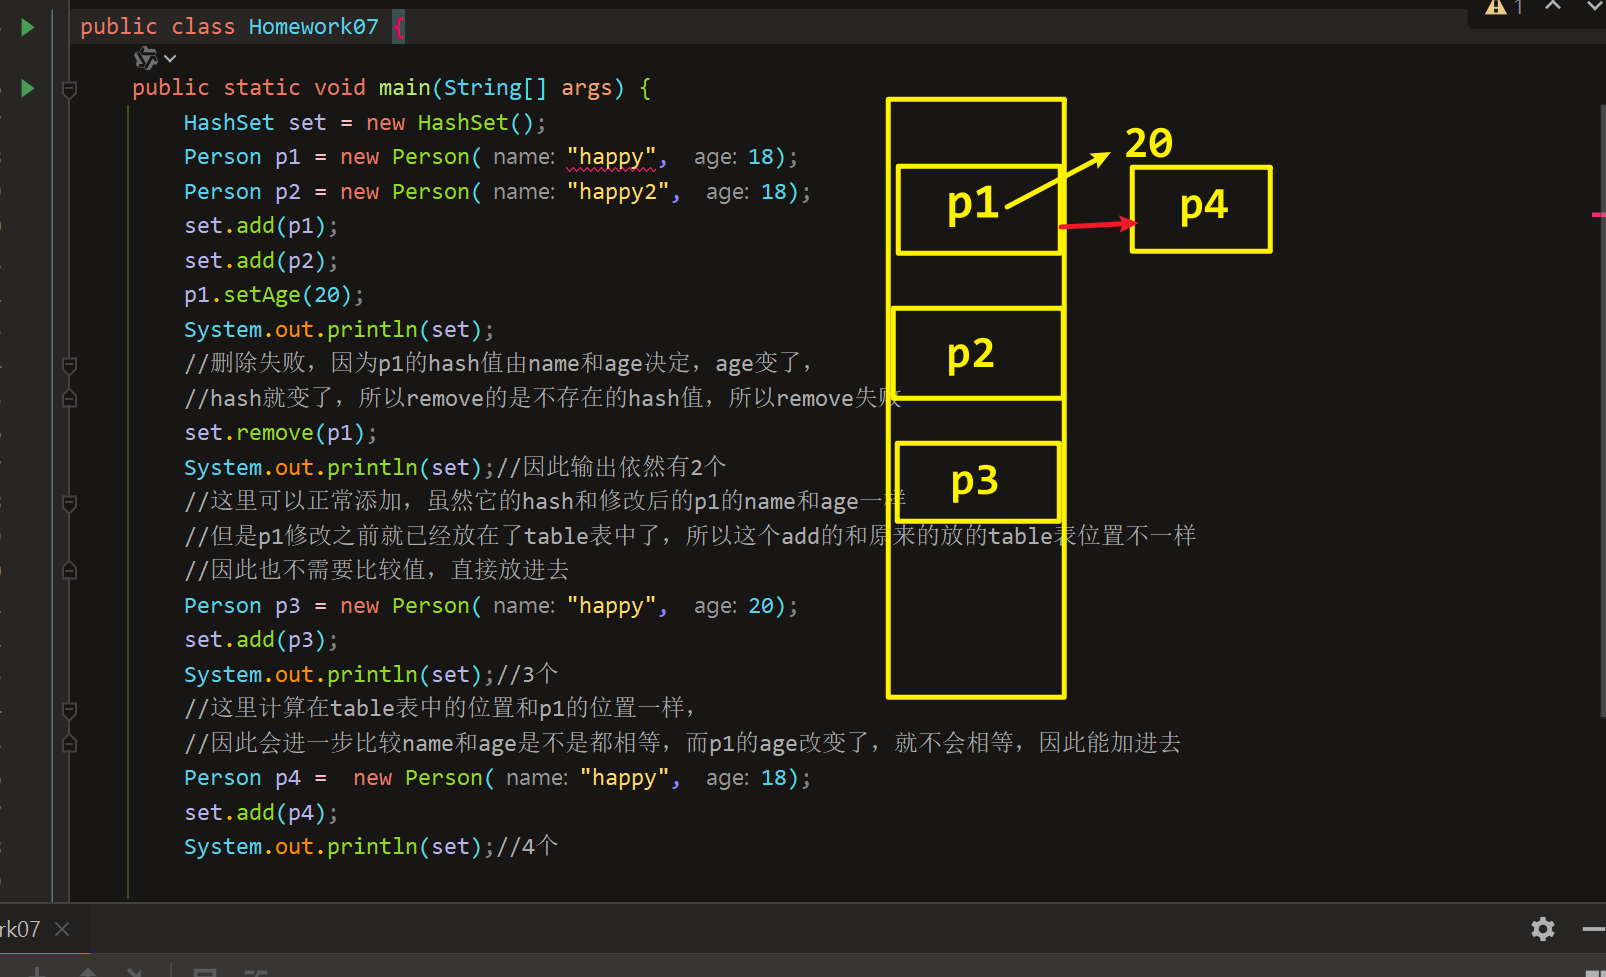 1
public class Homework07 {
public static void main(String[] args) {
HashSet set = new HashSet();
20
Person p1 = new Person( name: "happy", age: 18);
Person p2 = new Person( name: "happy2", age: 18);
p1
p4
set.add(p1);
set.add(p2);
p1.setAge(20);
System.out.println(set);
p2
//删除失败，因为p1的hash值由name和age决定，age变了，
//hash就变了，所以remove的是不存在的hash值，所以remove失败
set.remove(p1);
System.out.println(set);//因此输出依然有2个
p3
//这里可以正常添加，虽然它的hash和修改后的p1的name和age一样
//但是p1修改之前就已经放在了table表中了，所以这个add的和原来的放的table表位置不一样
//因此也不需要比较值，直接放进去
Person p3 = new Person( name: "happy", age: 20);
set.add(p3);
System.out.println(set);//3个
//这里计算在table表中的位置和p1的位置一样，
//因此会进一步比较name和age是不是都相等，而p1的age改变了，就不会相等，因此能加进去
Person p4 =  new Person( name: "happy", age: 18);
set.add(p4);
System.out.println(set);//4个
rk07